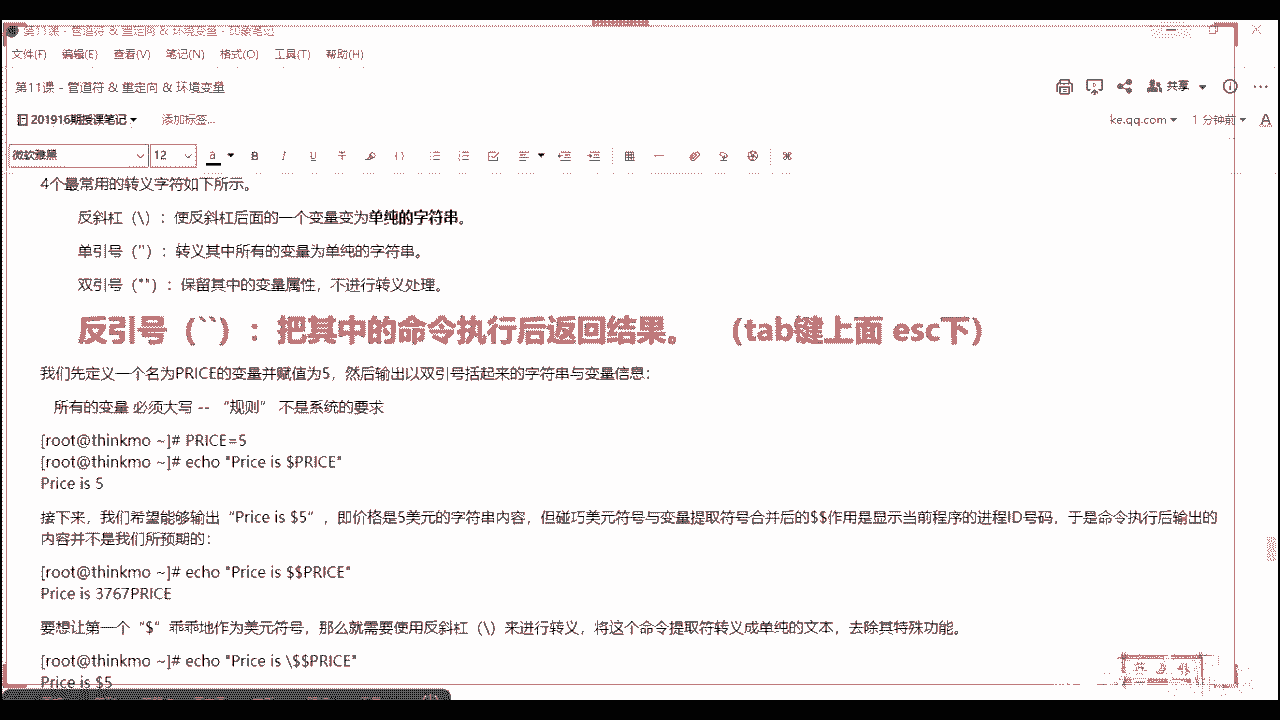 第11课 - 管道符 & 重定向 & 环境变量 - 印象笔记
文件(F) 编辑(E) 查看(V) 笔记(N) 格式(O) 工具(T) 帮助(H)
第11课 - 管道符 & 重定向 & 环境变量
共享
201916期授课笔记 添加标签...
ke.qq.com 1 分钟前
微软雅黑 12
4个最常用的转义字符如下所示。
反斜杠（\）：使反斜杠后面的一个变量变为单纯的字符串。
单引号（''）：转义其中所有的变量为单纯的字符串。
双引号（""）：保留其中的变量属性，不进行转义处理。
反引号（``）：把其中的命令执行后返回结果。 （tab键上面 esc下）
我们先定义一个名为PRICE的变量并赋值为5，然后输出以双引号括起来的字符串与变量信息：
所有的变量 必须大写 -- “规则” 不是系统的要求
[root@thinkmo ~]# PRICE=5
[root@thinkmo ~]# echo "Price is $PRICE"
Price is 5
接下来，我们希望能够输出“Price is $5”，即价格是5美元的字符串内容，但碰巧美元符号与变量提取符号合并后的$$作用是显示当前程序的进程ID号码，于是命令执行后输出的
内容并不是我们所预期的：
[root@thinkmo ~]# echo "Price is $$PRICE"
Price is 3767PRICE
要想让第一个“$”乖乖地作为美元符号，那么就需要使用反斜杠（\）来进行转义，将这个命令提取符转义成单纯的文本，去除其特殊功能。
[root@thinkmo ~]# echo "Price is \$$PRICE"
Price is $5